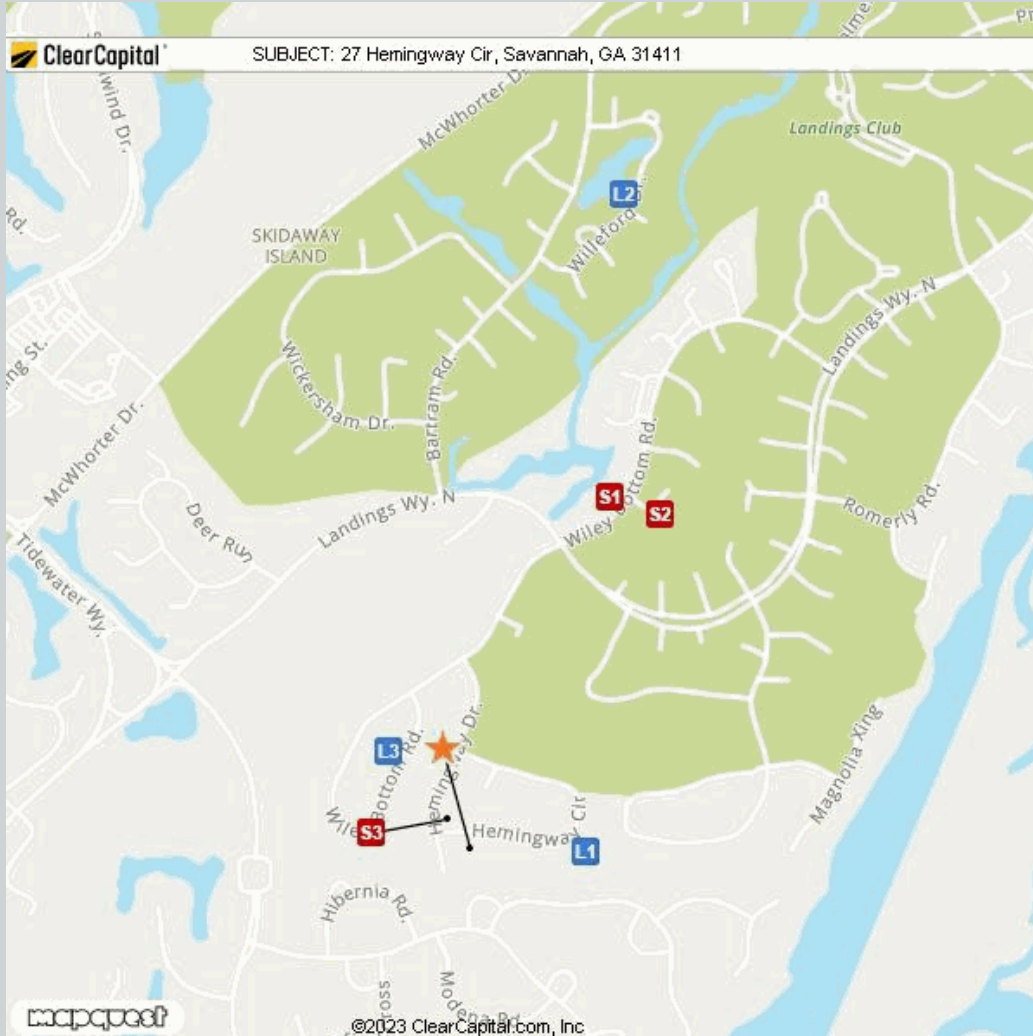 ClearCapital
SUBJECT: 27 Hemingway Cir, Savannah, GA 31411
McWhorter Dr.
Landings Club
Rd.
SKIDAWAY
ISLAND
L2
Willeford Dr.
Landings Wy. N
Wickersham Dr.
Bartram Rd.
McWhorter Dr.
Deer Run
Landings Wy. N
S1
S2
Wiley Bottom Rd.
Romerly Rd.
Tidewater Wy.
L3
Hemingway Dr.
Wiley Bottom Rd.
S3
Hemingway Cir.
L1
Magnolia Xing
Hibernia Rd.
Modena Rd.
mapquest
©2023 ClearCapital.com, Inc